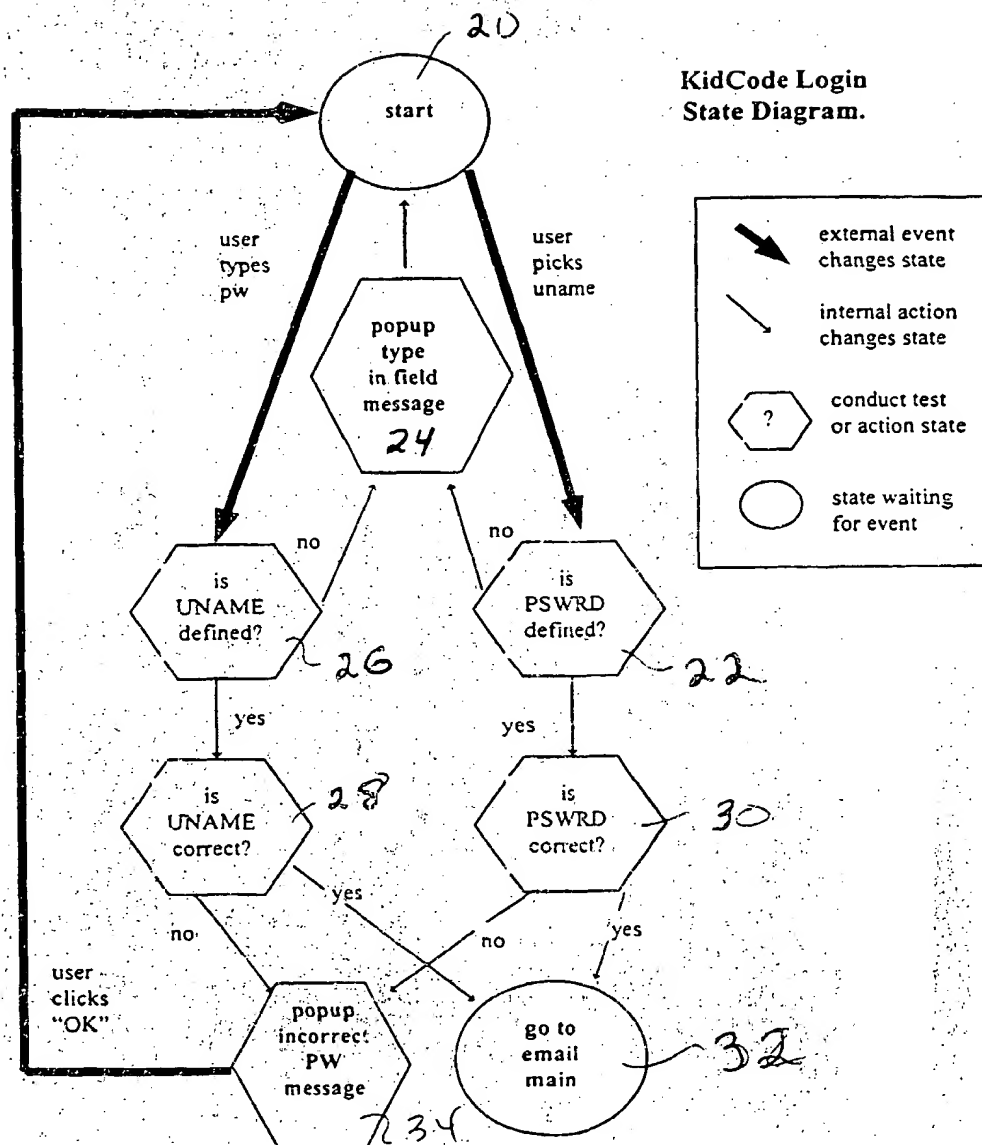 20
KidCode Login
State Diagram.
start
user
types
pw
user
picks
uname
popup
type
in field
message
24
external event
changes state
internal action
changes state
?
conduct test
or action state
state waiting
for event
no
no
is
UNAME
defined?
26
is
PSWRD
defined?
22
yes
yes
is
UNAME
correct?
28
is
PSWRD
correct?
30
no
yes
no
yes
user
clicks
"OK"
popup
incorrect
PW
message
34
go to
email
main
32